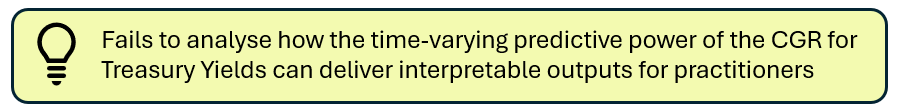 Fails to analyse how the time-varying predictive power of the CGR for
Treasury Yields can deliver interpretable outputs for practitioners